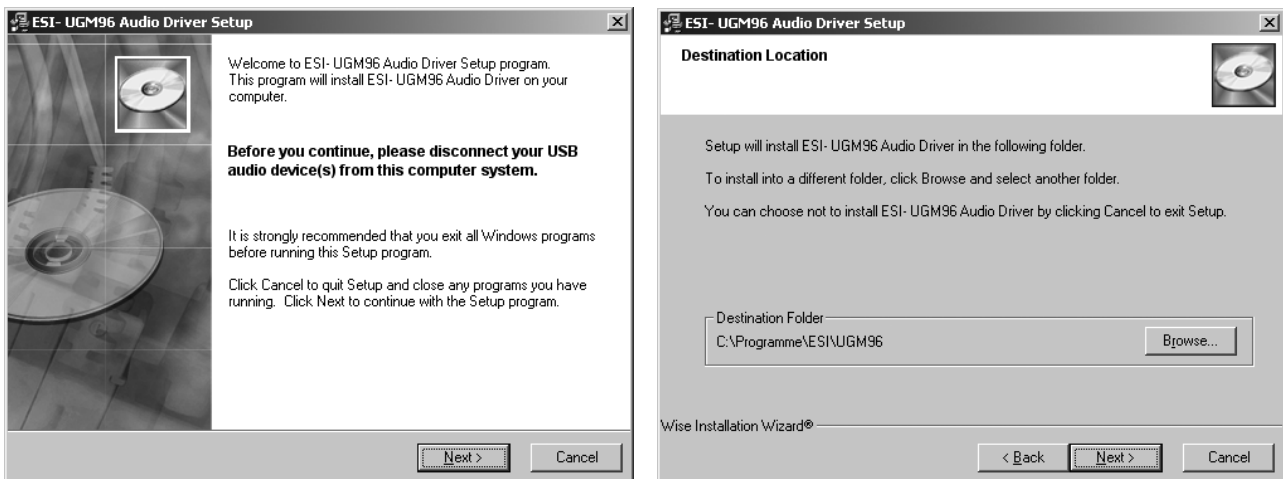 ESI- UGM96 Audio Driver Setup
Welcome to ESI- UGM96 Audio Driver Setup program.
This program will install ESI- UGM96 Audio Driver on your
computer.
Before you continue, please disconnect your USB
audio device(s) from this computer system.
It is strongly recommended that you exit all Windows programs
before running this Setup program.
Click Cancel to quit Setup and close any programs you have
running. Click Next to continue with the Setup program.
Next >
Cancel
ESI- UGM96 Audio Driver Setup
Destination Location
Setup will install ESI- UGM96 Audio Driver in the following folder.
To install into a different folder, click Browse and select another folder.
You can choose not to install ESI- UGM96 Audio Driver by clicking Cancel to exit Setup.
Destination Folder
C:\Programme\ESI\UGM96
Browse...
Wise Installation Wizard®
< Back
Next >
Cancel